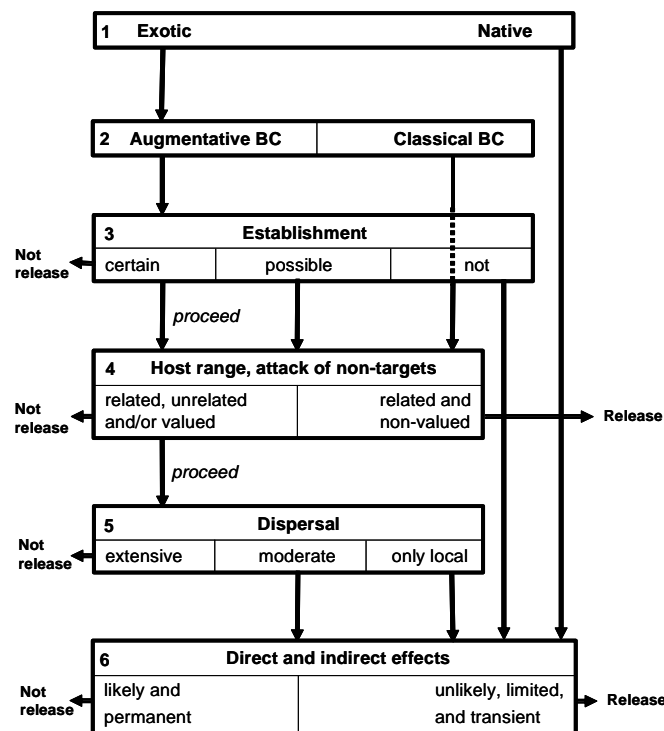 1 Exotic Native
2 Augmentative BC Classical BC
3 Establishment
Not
release
certain possible not
proceed
4 Host range, attack of non-targets
Not
release
related, unrelated
and/or valued
related and
non-valued
Release
proceed
5 Dispersal
Not
release
extensive moderate only local
6 Direct and indirect effects
Not
release
likely and
permanent
unlikely, limited,
and transient
Release